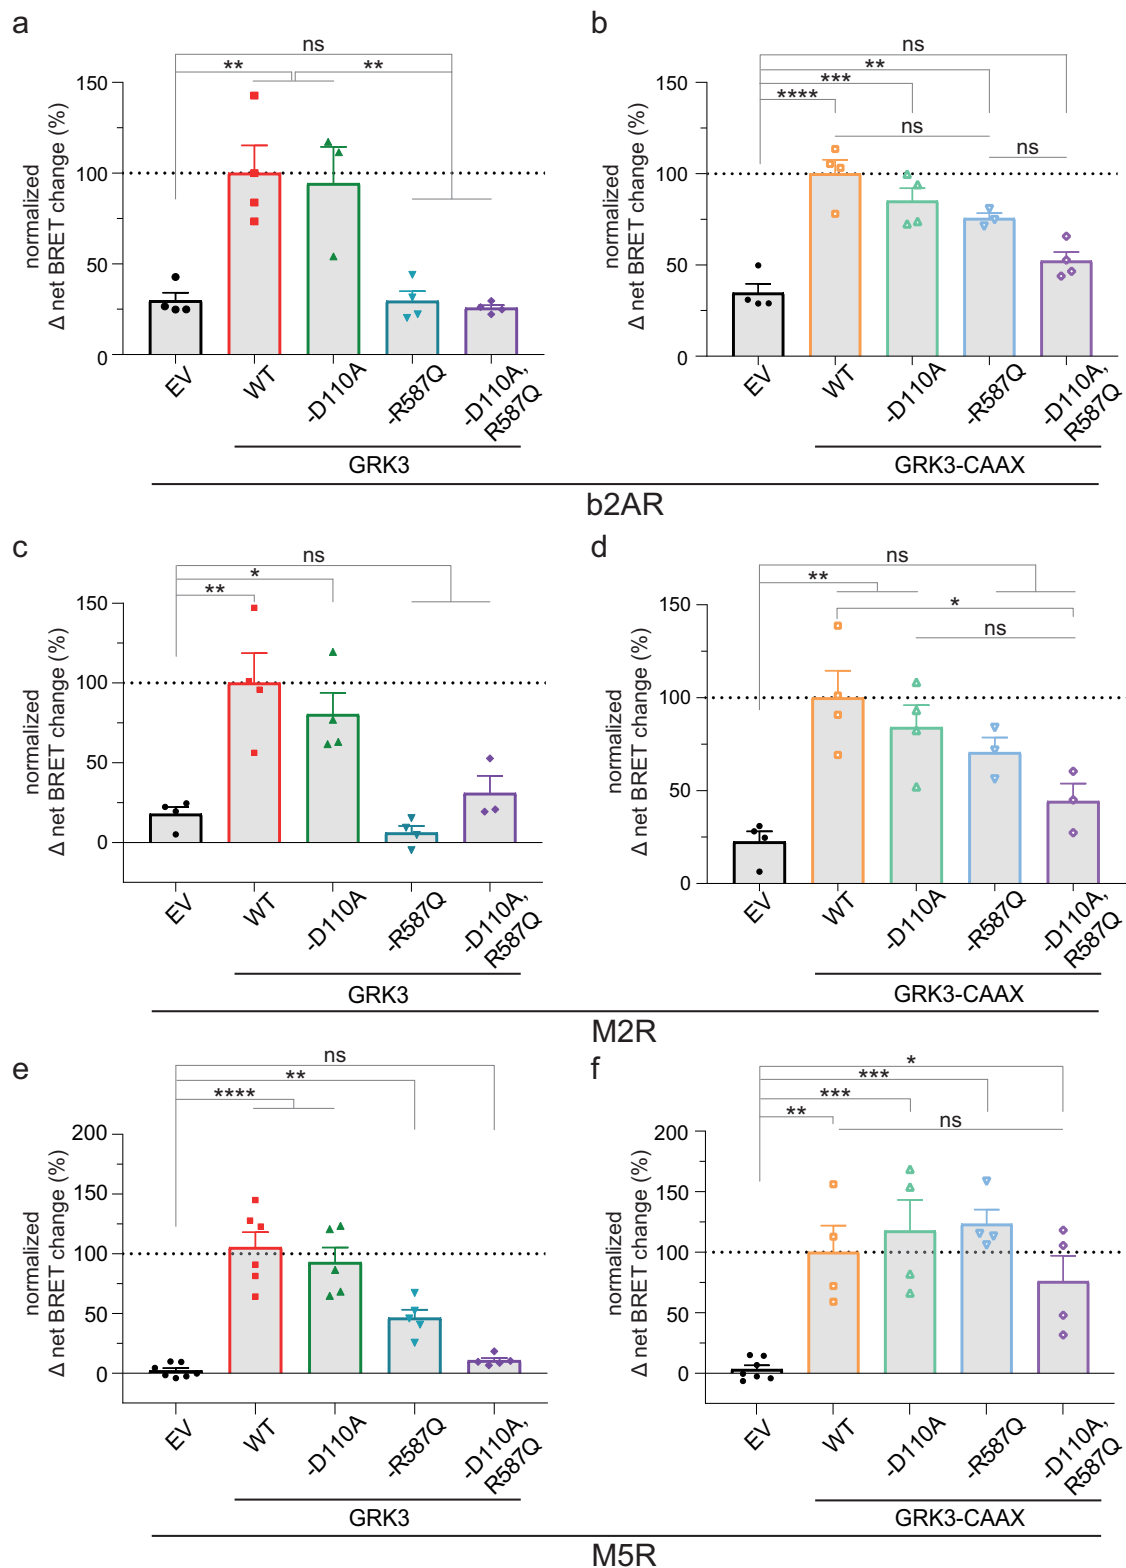 a
ns
**
**
normalized
Δ net BRET change (%)
150
100
50
0
EV
WT
-D110A
-R587Q
-D110A,
R587Q
GRK3
b
ns
**
***
****
ns
ns
normalized
Δ net BRET change (%)
150
100
50
0
EV
WT
-D110A
-R587Q
-D110A,
R587Q
GRK3-CAAX
b2AR
c
ns
*
**
normalized
Δ net BRET change (%)
150
100
50
0
EV
WT
-D110A
-R587Q
-D110A,
R587Q
GRK3
d
ns
**
*
ns
normalized
Δ net BRET change (%)
150
100
50
0
EV
WT
-D110A
-R587Q
-D110A,
R587Q
GRK3-CAAX
M2R
e
ns
**
****
normalized
Δ net BRET change (%)
200
150
100
50
0
EV
WT
-D110A
-R587Q
-D110A,
R587Q
GRK3
f
*
***
***
**
ns
normalized
Δ net BRET change (%)
200
150
100
50
0
EV
WT
-D110A
-R587Q
-D110A,
R587Q
GRK3-CAAX
M5R